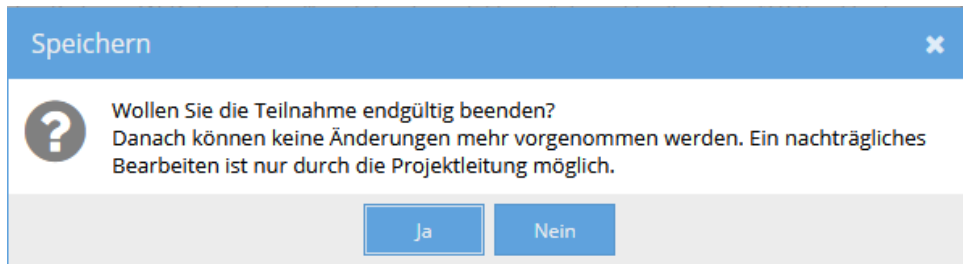 Speichern
Wollen Sie die Teilnahme endgültig beenden?
Danach können keine Änderungen mehr vorgenommen werden. Ein nachträgliches
Bearbeiten ist nur durch die Projektleitung möglich.
Ja
Nein